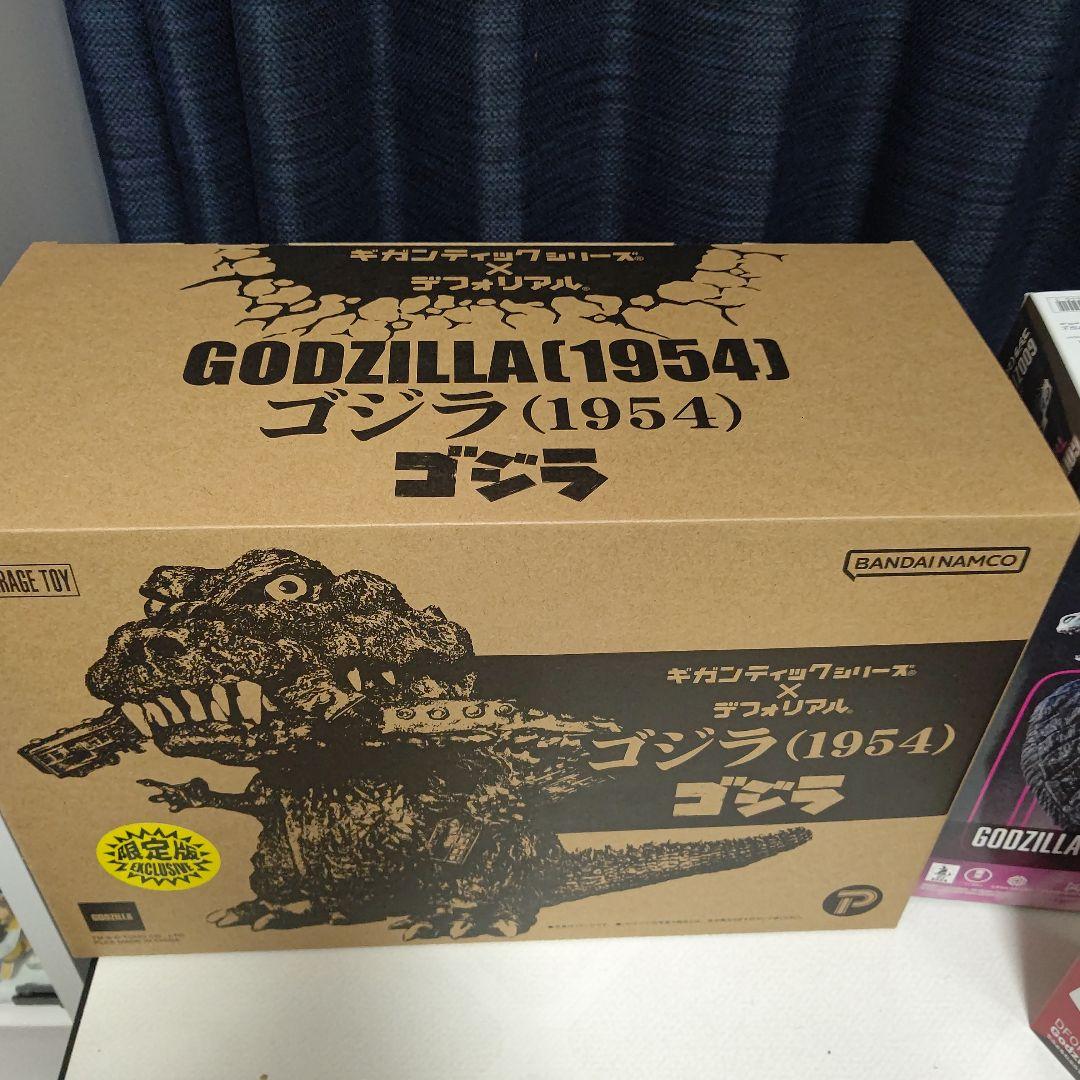 ギガンティックシリーズ®
×
デフォリアル®
GODZILLA(1954)
ゴジラ(1954)
ゴジラ
RAGE TOY
BANDAI NAMCO
ギガンティックシリーズ®
×
デフォリアル®
ゴジラ(1954)
ゴジラ
限定版
EXCLUSIVE
GODZILLA
GODZILLA
DFO
Godz